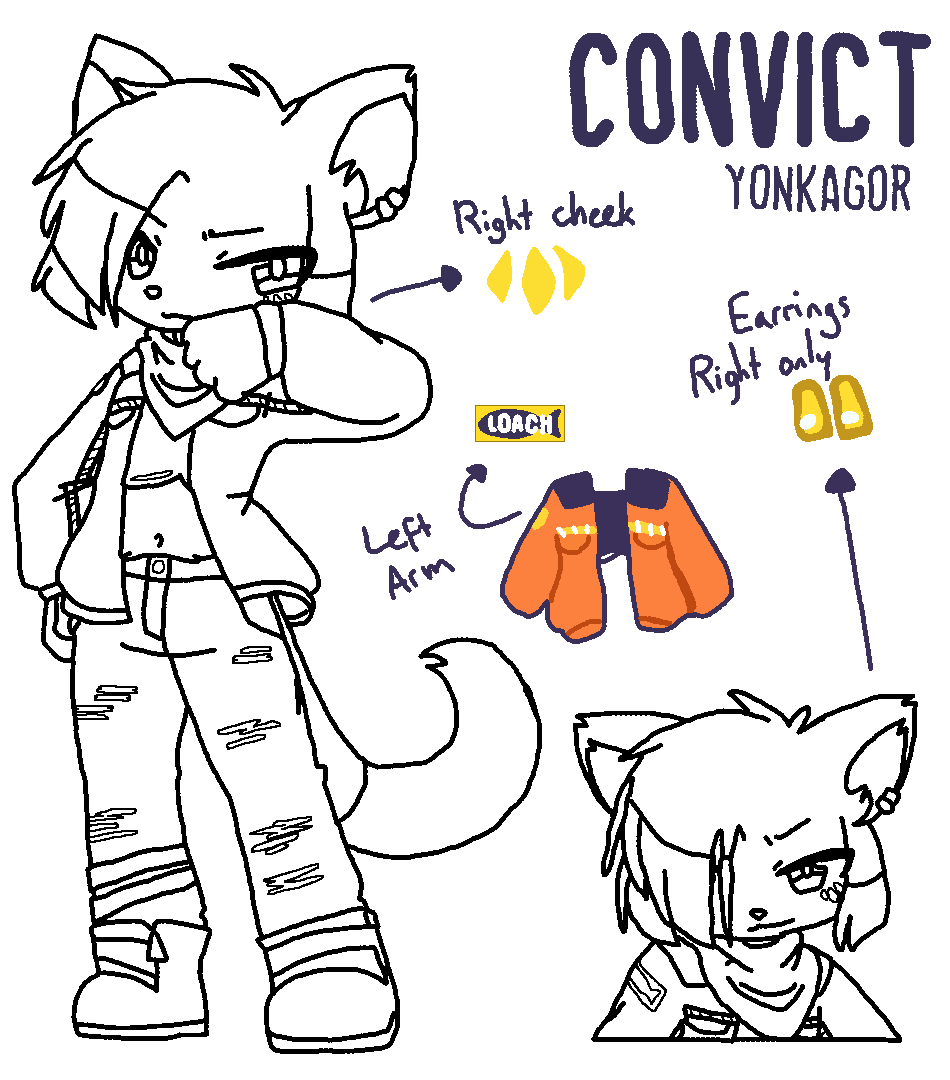 CONVICT
YONKAGOR
Right cheek
Earrings
Right only
LOACH
Left
Arm